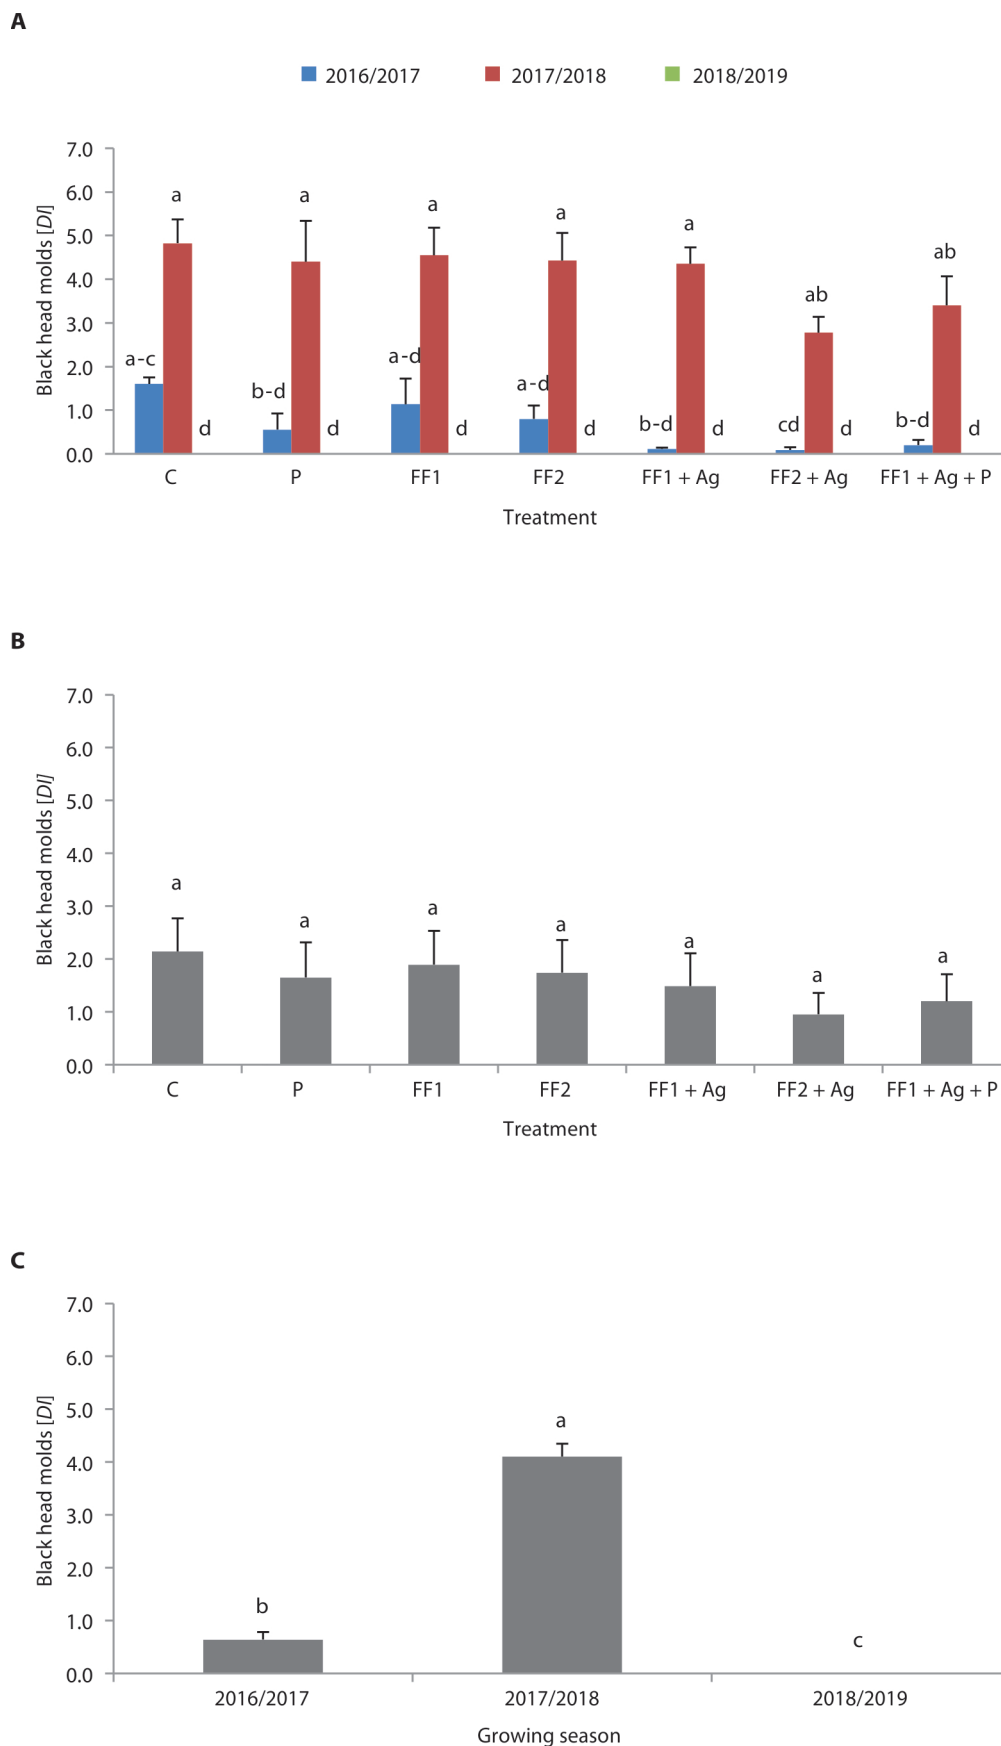 A
2016/2017 2017/2018 2018/2019
Black head molds [DI]
7.0
6.0
5.0
4.0
3.0
2.0
1.0
0.0
a a a a a ab ab
a-c b-d a-d a-d b-d cd b-d
d d d d d d d
C P FF1 FF2 FF1 + Ag FF2 + Ag FF1 + Ag + P
Treatment
B
Black head molds [DI]
7.0
6.0
5.0
4.0
3.0
2.0
1.0
0.0
a a a a a a a
C P FF1 FF2 FF1 + Ag FF2 + Ag FF1 + Ag + P
Treatment
C
Black head molds [DI]
7.0
6.0
5.0
4.0
3.0
2.0
1.0
0.0
b a c
2016/2017 2017/2018 2018/2019
Growing season